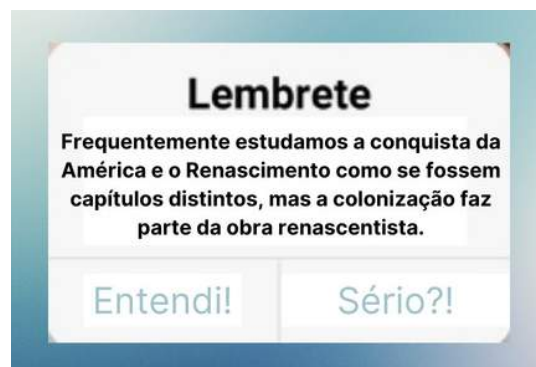 Lembrete
Frequentemente estudamos a conquista da
América e o Renascimento como se fossem
capítulos distintos, mas a colonização faz
parte da obra renascentista.
Entendi!
Sério?!